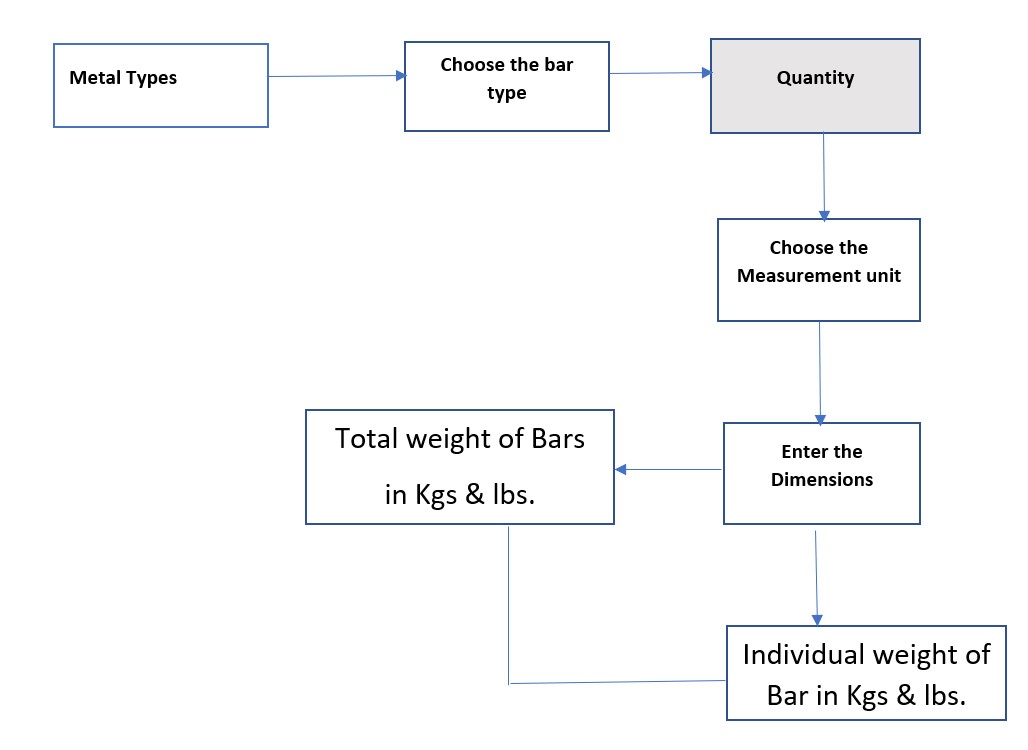 Metal Types
Choose the bar
type
Quantity
Choose the
Measurement unit
Enter the
Dimensions
Total weight of Bars
in Kgs & lbs.
Individual weight of
Bar in Kgs & lbs.